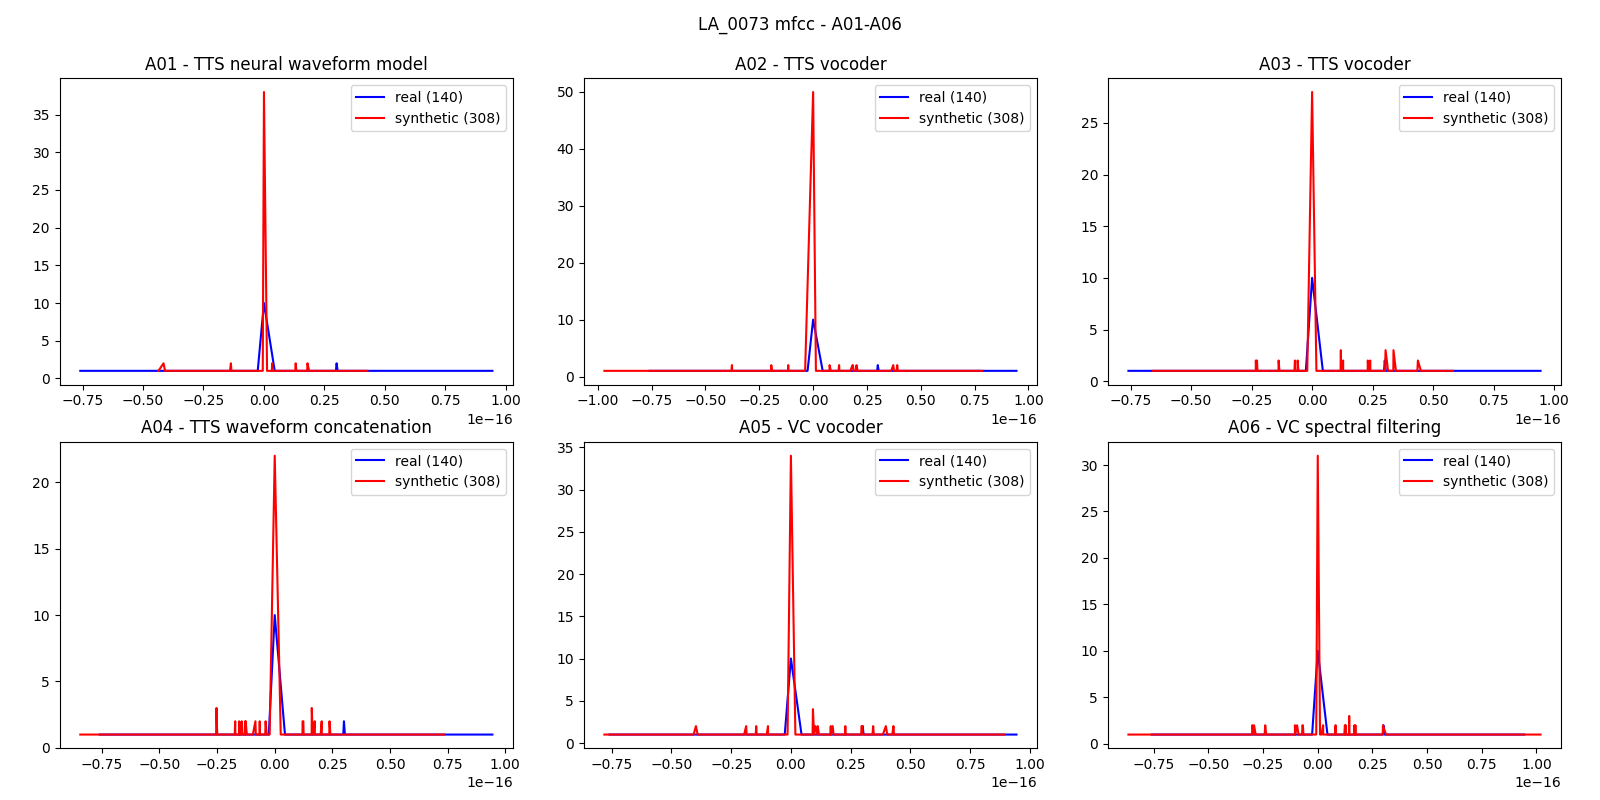 LA_0073 mfcc - A01-A06
A01 - TTS neural waveform model
real (140)
synthetic (308)
35
30
25
20
15
10
5
0
−0.75 −0.50 −0.25 0.00 0.25 0.50 0.75 1.00
1e−16
A02 - TTS vocoder
real (140)
synthetic (308)
50
40
30
20
10
0
−1.00 −0.75 −0.50 −0.25 0.00 0.25 0.50 0.75 1.00
1e−16
A03 - TTS vocoder
real (140)
synthetic (308)
25
20
15
10
5
0
−0.75 −0.50 −0.25 0.00 0.25 0.50 0.75 1.00
1e−16
A04 - TTS waveform concatenation
real (140)
synthetic (308)
20
15
10
5
0
−0.75 −0.50 −0.25 0.00 0.25 0.50 0.75 1.00
1e−16
A05 - VC vocoder
real (140)
synthetic (308)
35
30
25
20
15
10
5
0
−0.75 −0.50 −0.25 0.00 0.25 0.50 0.75 1.00
1e−16
A06 - VC spectral filtering
real (140)
synthetic (308)
30
25
20
15
10
5
0
−0.75 −0.50 −0.25 0.00 0.25 0.50 0.75 1.00
1e−16